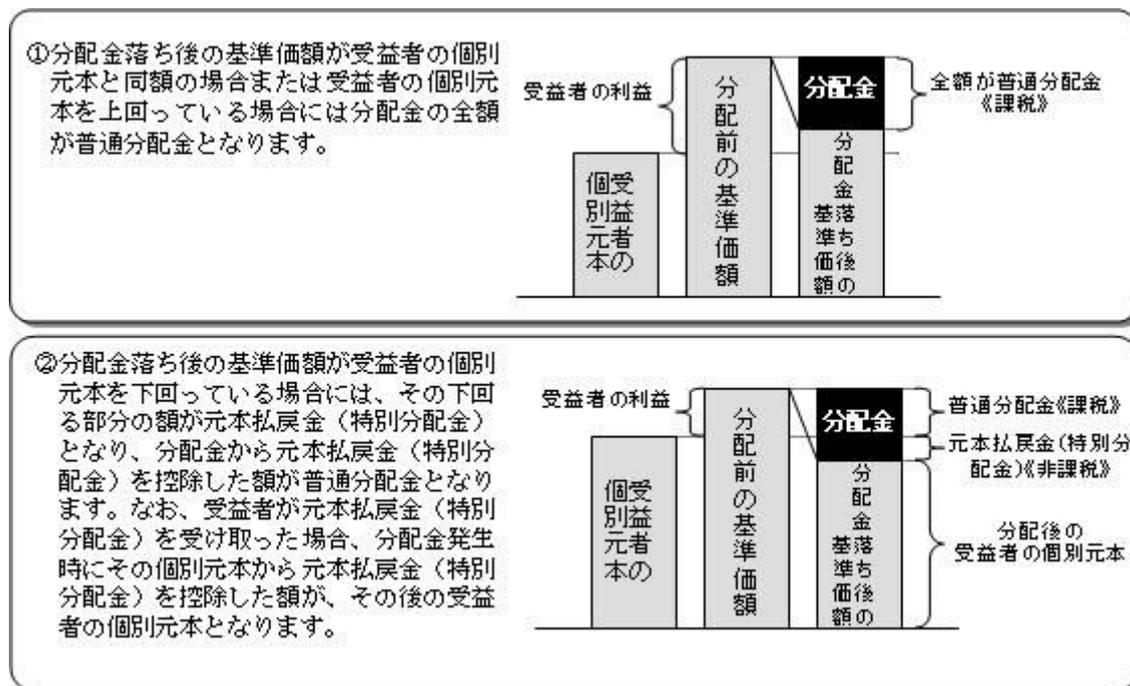 ①分配金落ち後の基準価額が受益者の個別
元本と同額の場合または受益者の個別元
本を上回っている場合には分配金の全額
が普通分配金となります。
受益者の利益
受益者の
個別元本
分配前の基準価額
分配金
分配金落ち後の
基準価額
全額が普通分配金
《課税》
②分配金落ち後の基準価額が受益者の個別
元本を下回っている場合には、その下回
る部分の額が元本払戻金（特別分配金）
となり、分配金から元本払戻金（特別分
配金）を控除した額が普通分配金となり
ます。なお、受益者が元本払戻金（特別
分配金）を受け取った場合、分配金発生
時にその個別元本から元本払戻金（特別
分配金）を控除した額が、その後の受益
者の個別元本となります。
受益者の利益
受益者の
個別元本
分配前の基準価額
分配金
分配金落ち後の
基準価額
普通分配金《課税》
元本払戻金(特別分
配金)《非課税》
分配後の
受益者の個別元本